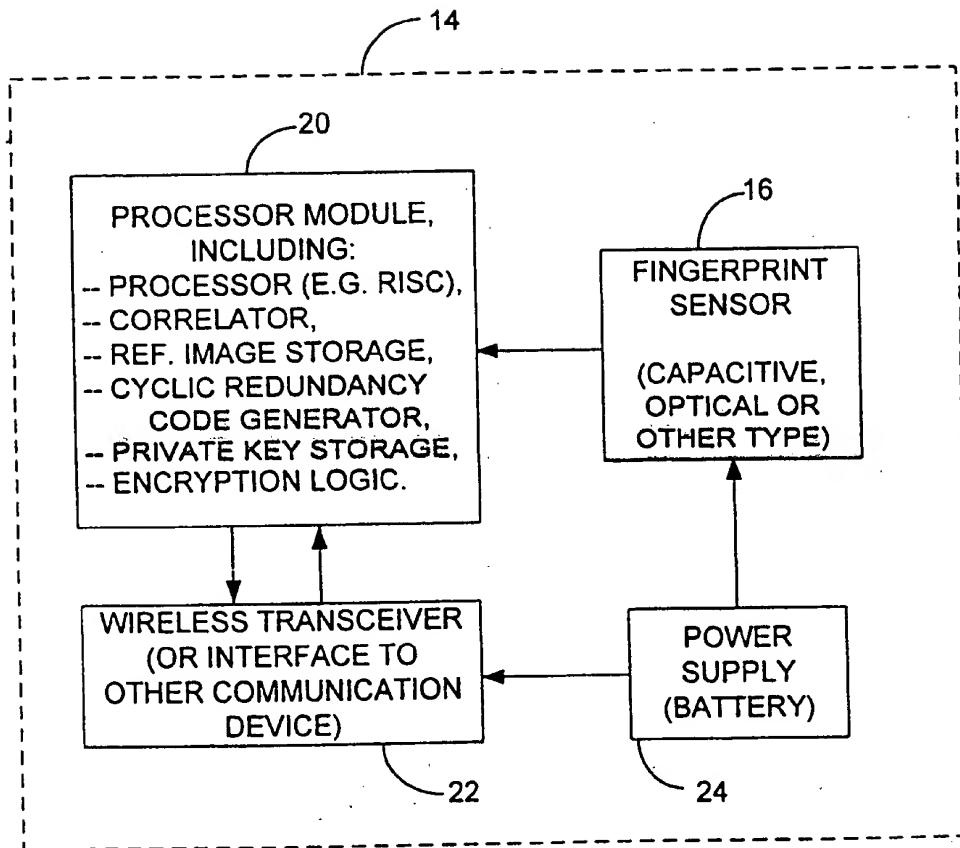 14
20
PROCESSOR MODULE,
INCLUDING:
-- PROCESSOR (E.G. RISC),
-- CORRELATOR,
-- REF. IMAGE STORAGE,
-- CYCLIC REDUNDANCY
CODE GENERATOR,
-- PRIVATE KEY STORAGE,
-- ENCRYPTION LOGIC.
16
FINGERPRINT
SENSOR
(CAPACITIVE,
OPTICAL OR
OTHER TYPE)
WIRELESS TRANSCEIVER
(OR INTERFACE TO
OTHER COMMUNICATION
DEVICE)
22
POWER
SUPPLY
(BATTERY)
24